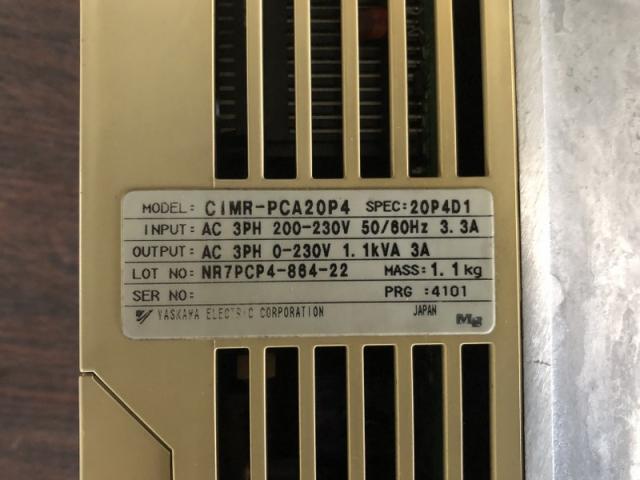 MODEL: CIMR-PCA20P4 SPEC: 20P4D1
INPUT: AC 3PH 200-230V 50/60Hz 3.3A
OUTPUT: AC 3PH 0-230V 1.1kVA 3A
LOT NO: NR7PCP4-864-22 MASS: 1.1kg
SER NO: PRG :4101
YASKAWA ELECTRIC CORPORATION JAPAN